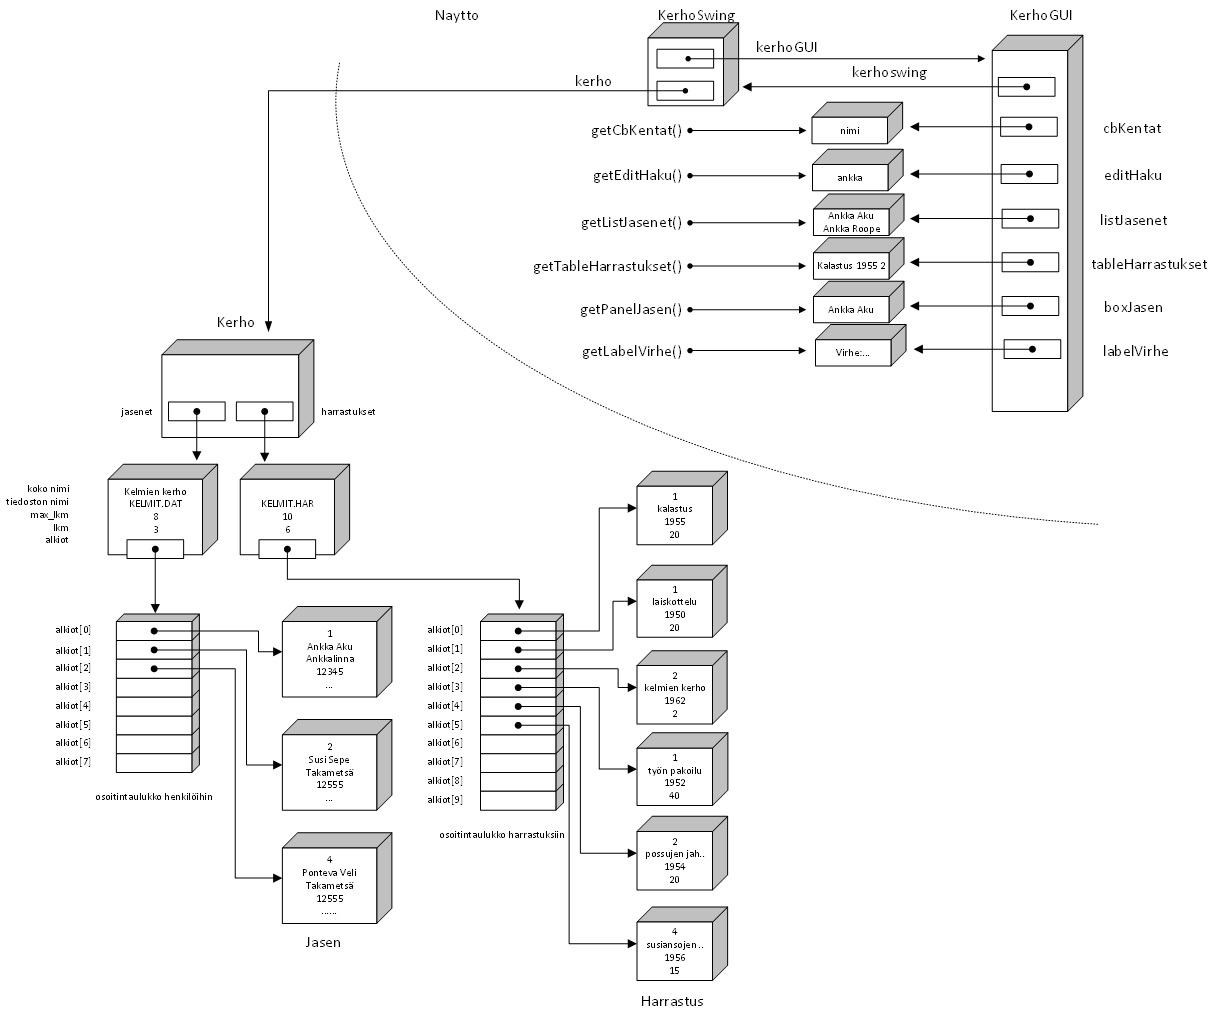 Naytto
KerhoSwing
KerhoGUI
kerhoGUI
kerhoswing
kerho
getCbKentat()
nimi
cbKentat
getEditHaku()
ankka
editHaku
getListJasenet()
Ankka Aku
Ankka Roope
listJasenet
getTableHarrastukset()
Kalastus 1955 2
tableHarrastukset
getPanelJasen()
Ankka Aku
boxJasen
getLabelVirhe()
Virhe:...
labelVirhe
Kerho
jasenet
harrastukset
koko nimi
tiedoston nimi
max_lkm
lkm
alkiot
Kelmien kerho
KELMIT.DAT
8
3
KELMIT.HAR
10
6
alkiot[0]
alkiot[1]
alkiot[2]
alkiot[3]
alkiot[4]
alkiot[5]
alkiot[6]
alkiot[7]
osoitintaulukko henkilöihin
1
Ankka Aku
Ankkalinna
12345
...
2
Susi Sepe
Takametsä
12555
...
4
Ponteva Veli
Takametsä
12555
......
Jasen
alkiot[0]
alkiot[1]
alkiot[2]
alkiot[3]
alkiot[4]
alkiot[5]
alkiot[6]
alkiot[7]
alkiot[8]
alkiot[9]
osoitintaulukko harrastuksiin
1
kalastus
1955
20
1
laiskottelu
1950
20
2
kelmien kerho
1962
2
1
työn pakoilu
1952
40
2
possujen jah..
1954
20
4
susiansojen ..
1956
15
Harrastus